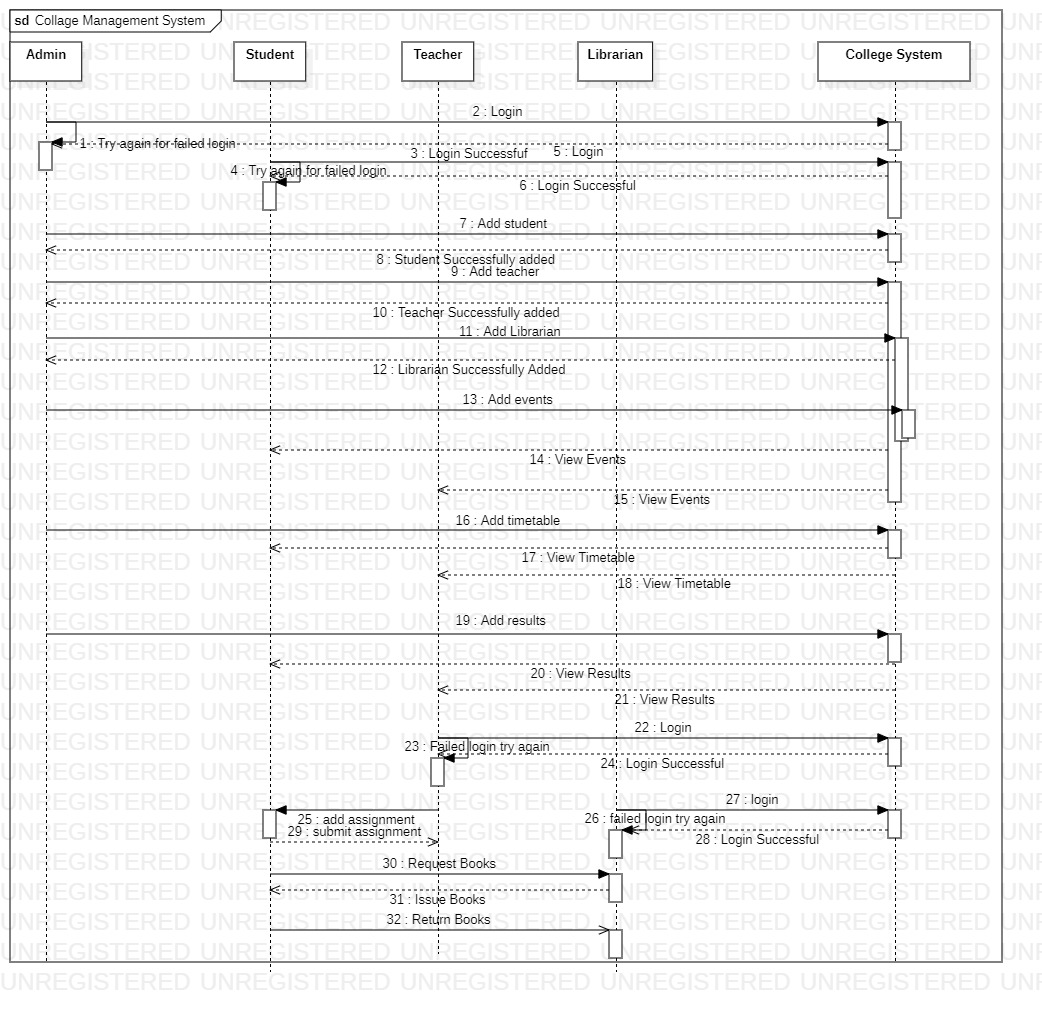 sd Collage Management System
Admin
Student
Teacher
Librarian
College System
2 : Login
1 : Try again for failed login
3 : Login Successful
5 : Login
4 : Try again for failed login
6 : Login Successful
7 : Add student
8 : Student Successfully added
9 : Add teacher
10 : Teacher Successfully added
11 : Add Librarian
12 : Librarian Successfully Added
13 : Add events
14 : View Events
15 : View Events
16 : Add timetable
17 : View Timetable
18 : View Timetable
19 : Add results
20 : View Results
21 : View Results
22 : Login
23 : Failed login try again
24 : Login Successful
27 : login
25 : add assignment
26 : failed login try again
29 : submit assignment
28 : Login Successful
30 : Request Books
31 : Issue Books
32 : Return Books
UNREGISTERED UNREGISTERED UNREGISTERED UNREGISTERED UNREGISTERED UNR